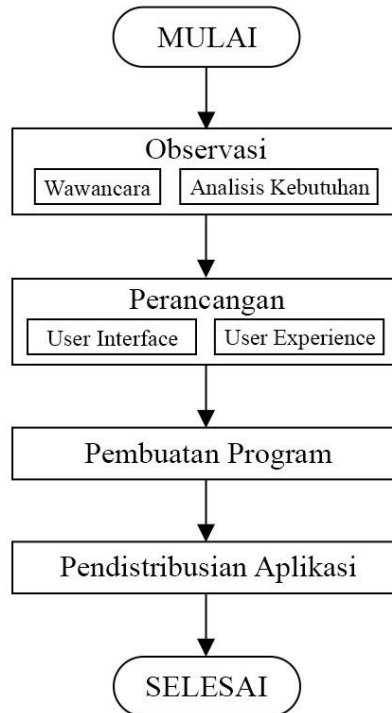 MULAI
Observasi
Wawancara
Analisis Kebutuhan
Perancangan
User Interface
User Experience
Pembuatan Program
Pendistribusian Aplikasi
SELESAI